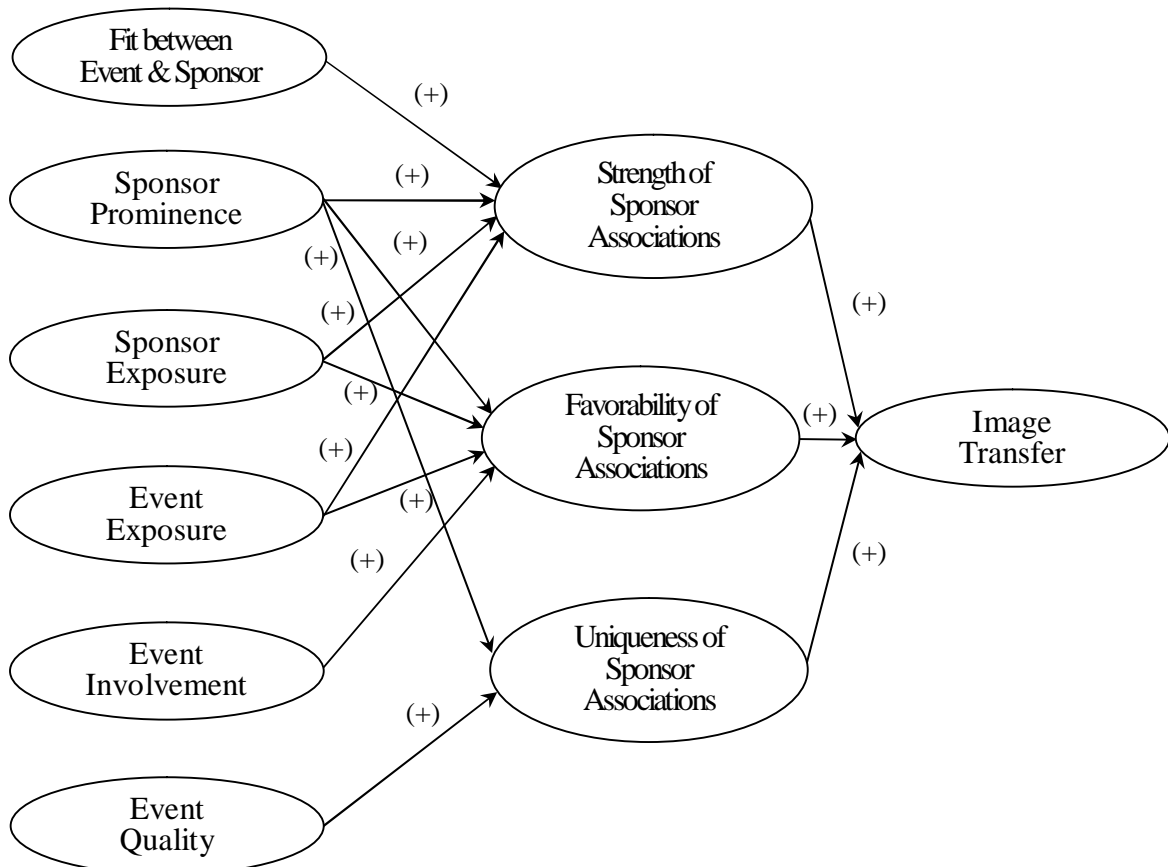 Fit between
Event & Sponsor
(+)
Sponsor
Prominence
(+)
Strength of
Sponsor
Associations
(+)
(+)
(+)
(+)
Sponsor
Exposure
(+)
Favorability of
Sponsor
Associations
(+)
Image
Transfer
(+)
Event
Exposure
(+)
(+)
(+)
Event
Involvement
Uniqueness of
Sponsor
Associations
(+)
Event
Quality